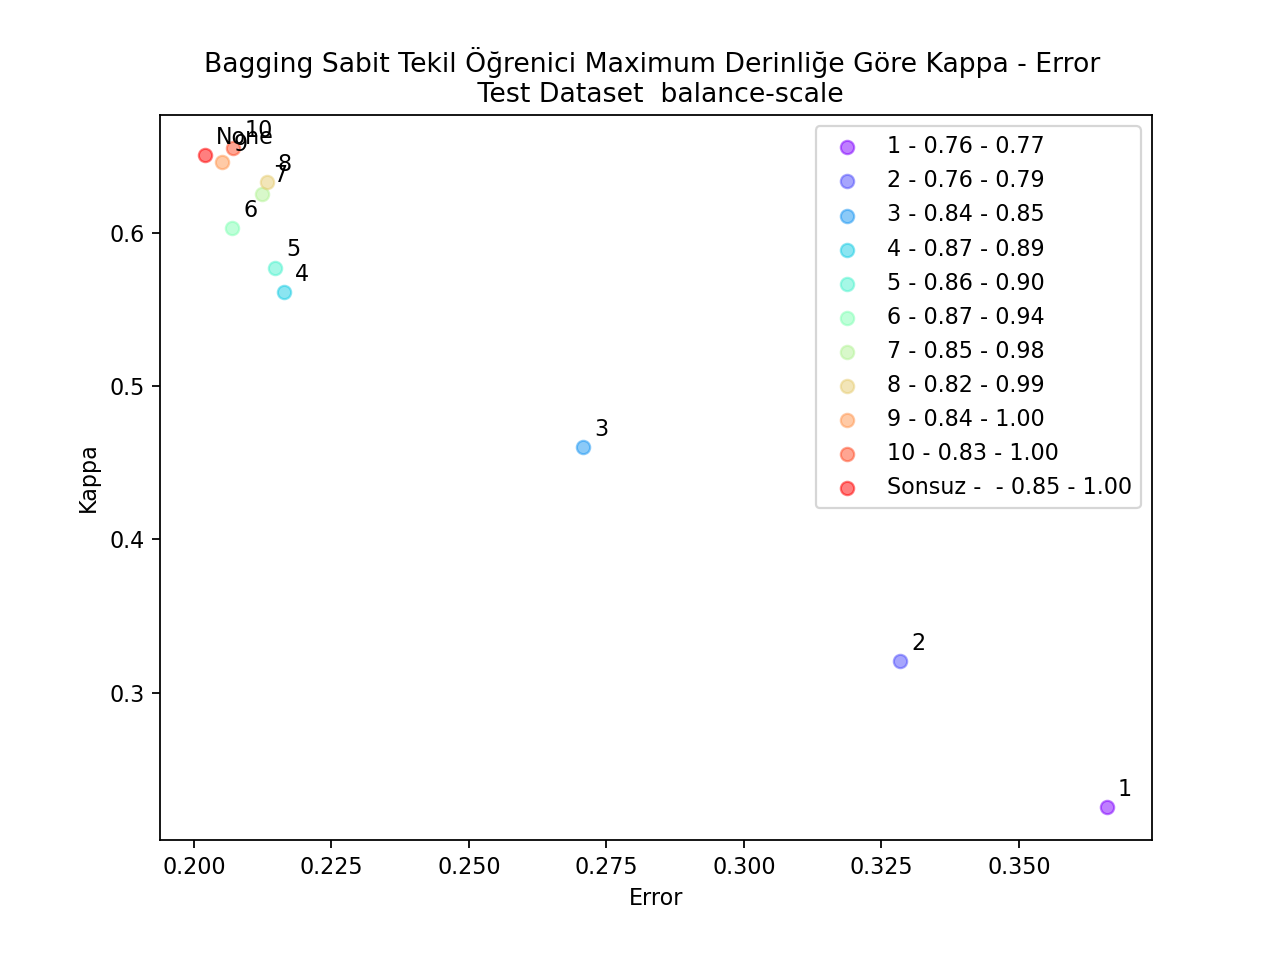 Bagging Sabit Tekil Öğrenici Maximum Derinliğe Göre Kappa - Error
Test Dataset  balance-scale
None
10
9
8
7
6
5
4
3
2
1
1 - 0.76 - 0.77
2 - 0.76 - 0.79
3 - 0.84 - 0.85
4 - 0.87 - 0.89
5 - 0.86 - 0.90
6 - 0.87 - 0.94
7 - 0.85 - 0.98
8 - 0.82 - 0.99
9 - 0.84 - 1.00
10 - 0.83 - 1.00
Sonsuz -  - 0.85 - 1.00
Kappa
0.6
0.5
0.4
0.3
0.200
0.225
0.250
0.275
0.300
0.325
0.350
Error